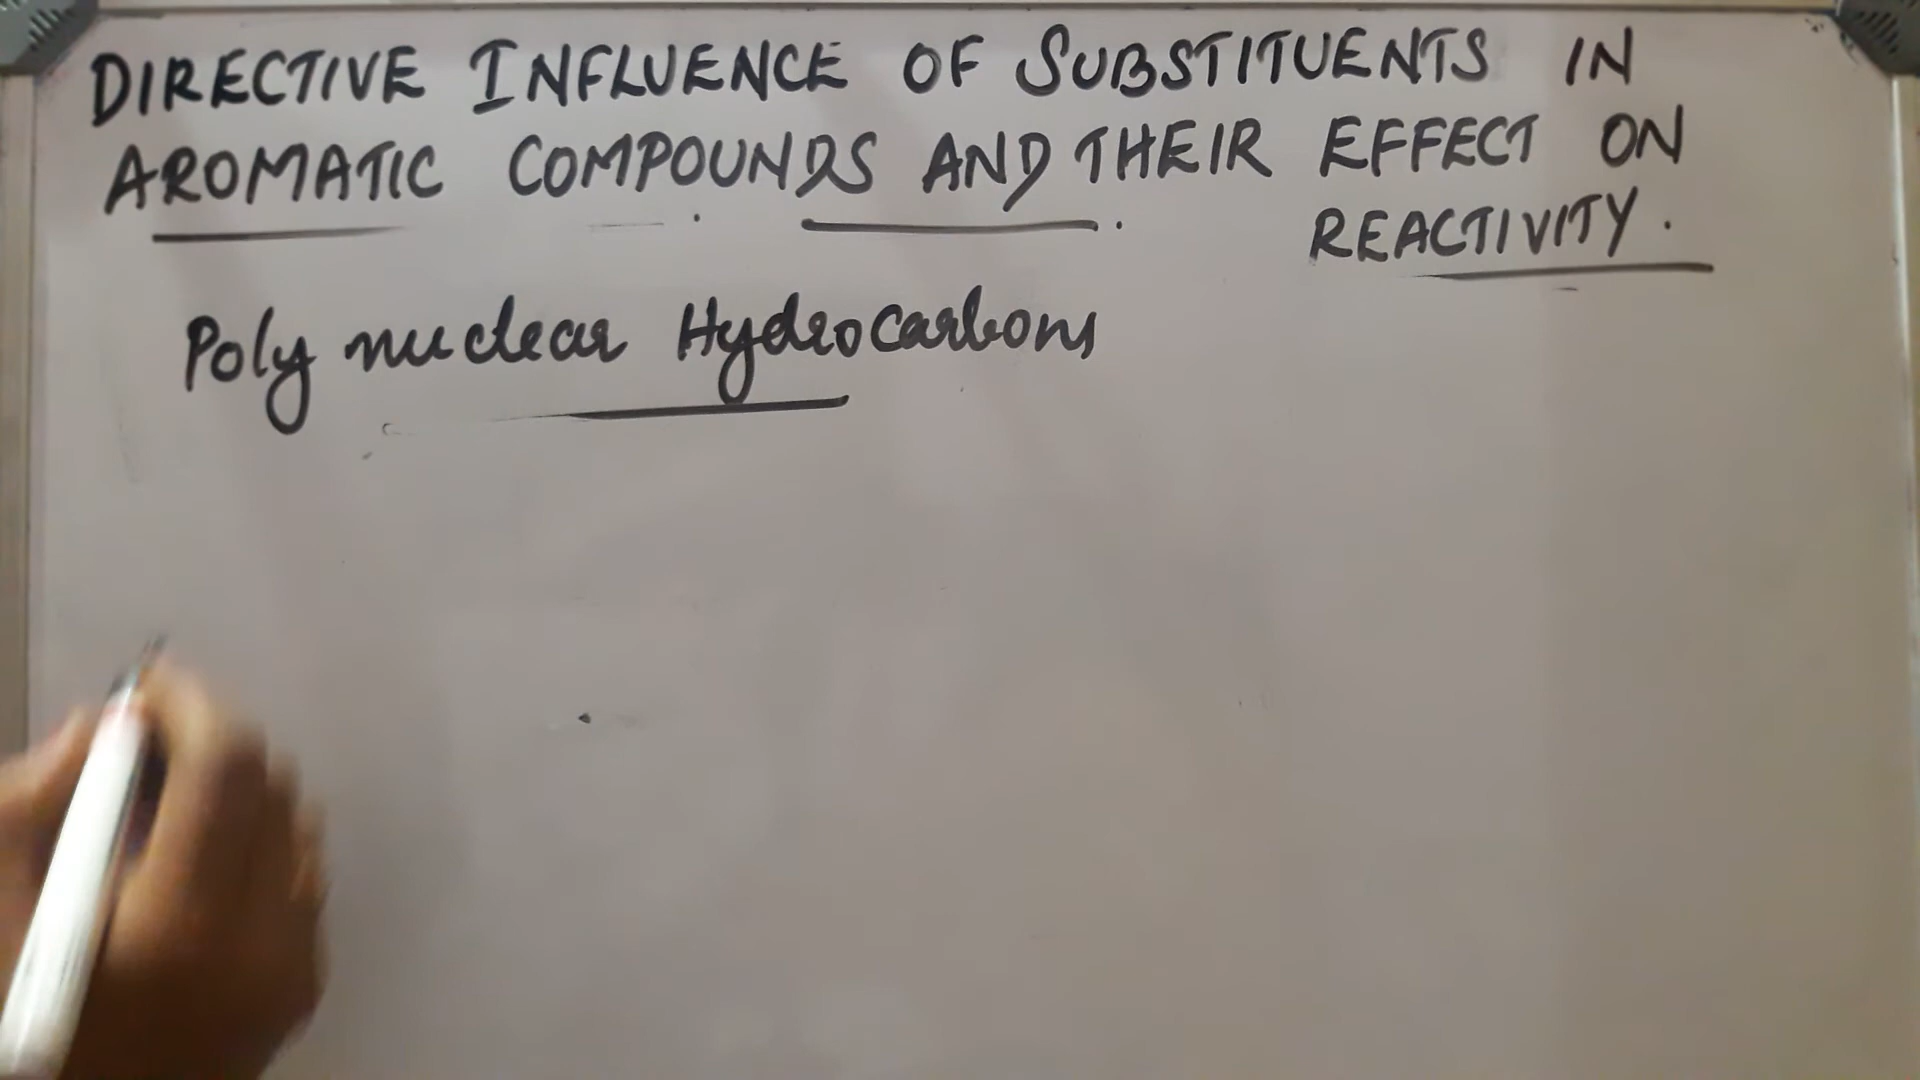 DIRECTIVE INFLUENCE OF SUBSTITUENTS IN
AROMATIC COMPOUNDS AND THEIR EFFECT ON
REACTIVITY.
Poly nuclear Hydrocarbons